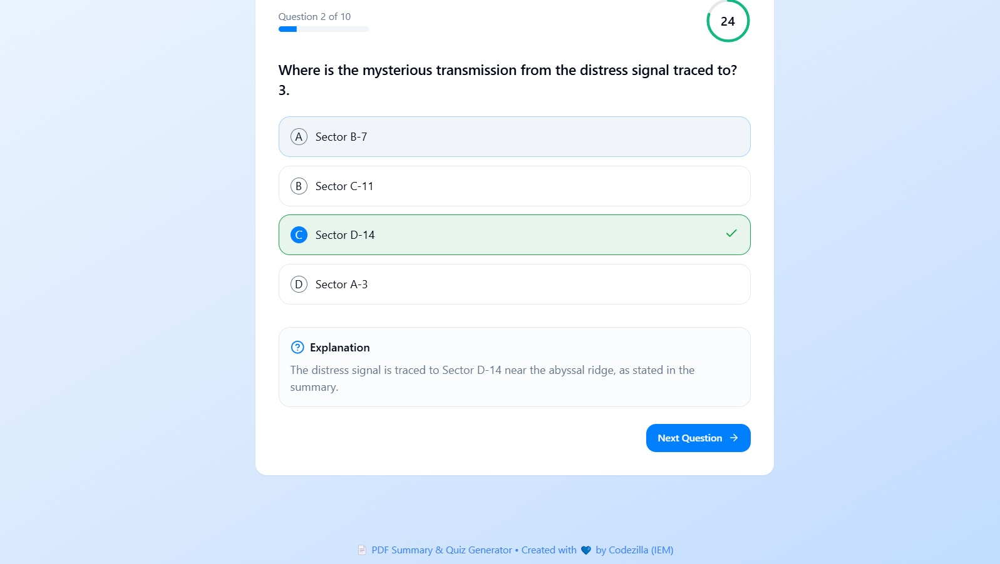 Question 2 of 10
24
Where is the mysterious transmission from the distress signal traced to?
3.
A Sector B-7
B Sector C-11
C Sector D-14
D Sector A-3
Explanation
The distress signal is traced to Sector D-14 near the abyssal ridge, as stated in the
summary.
Next Question →
PDF Summary & Quiz Generator • Created with 💙 by Codezilla (IEM)